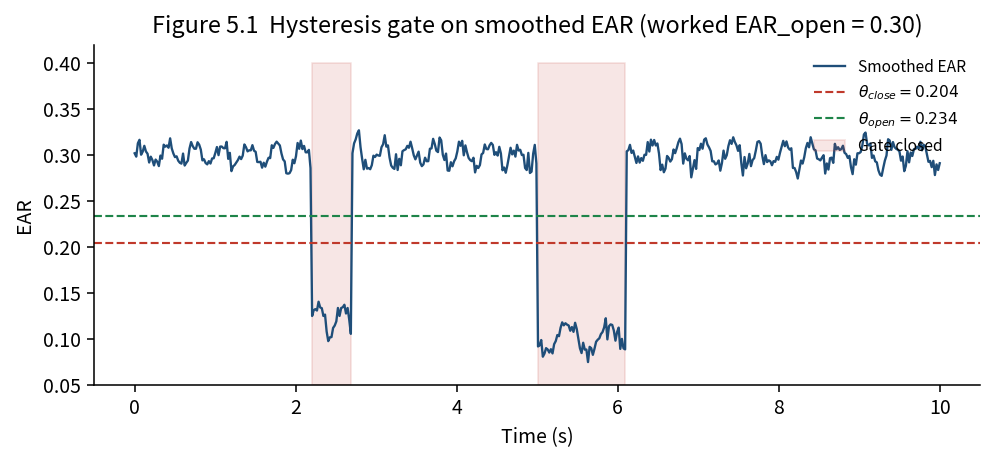 Figure 5.1  Hysteresis gate on smoothed EAR (worked EAR_open = 0.30)
Smoothed EAR
θclose = 0.204
θopen = 0.234
Gate closed
EAR
0.40
0.35
0.30
0.25
0.20
0.15
0.10
0.05
0 2 4 6 8 10
Time (s)